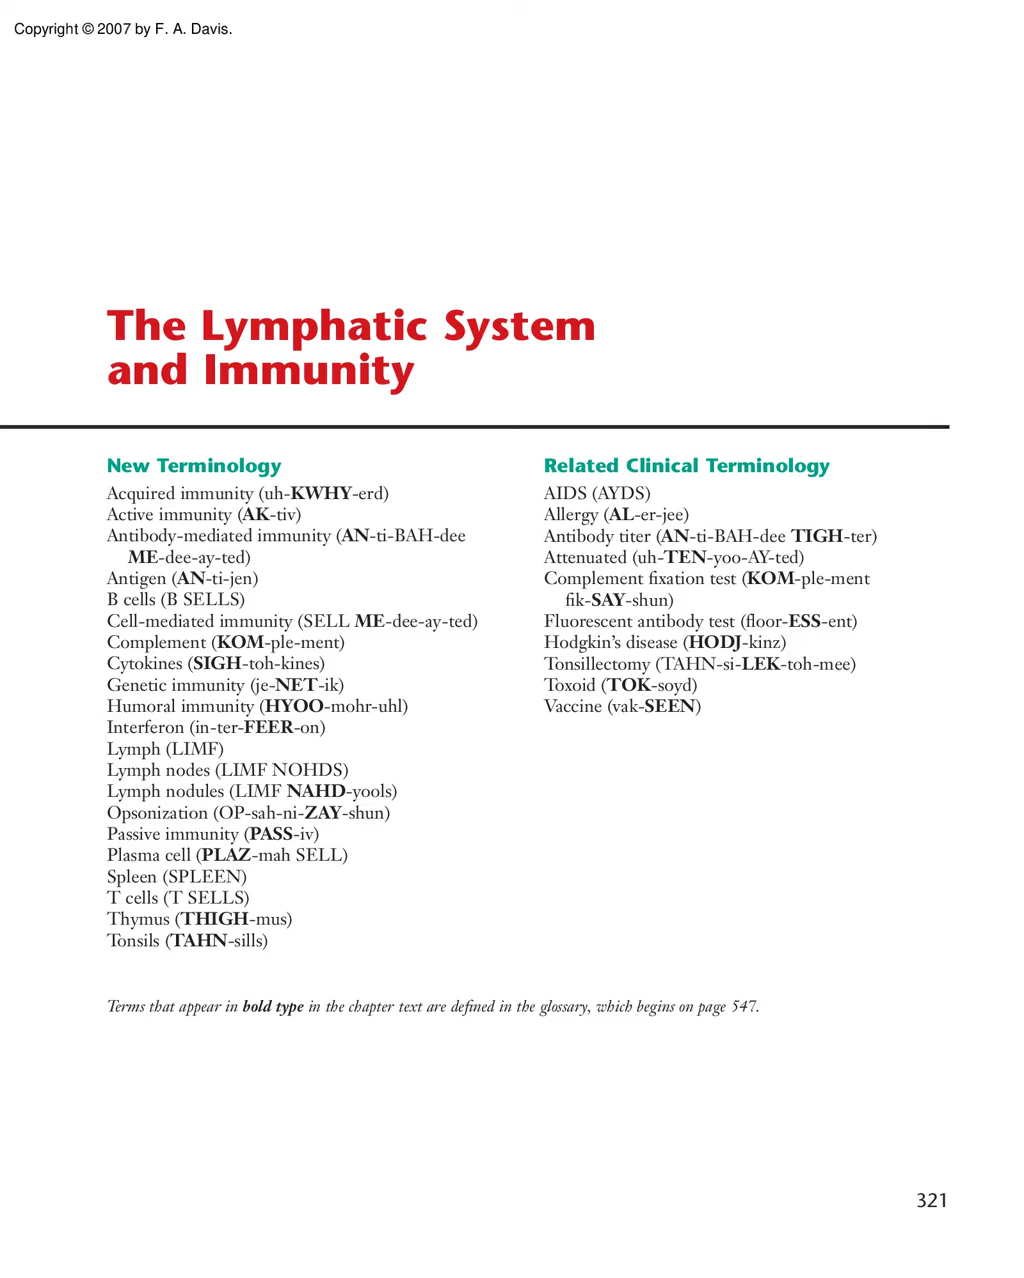 Copyright © 2007 by F. A. Davis.
The Lymphatic System
and Immunity
New Terminology
Acquired immunity (uh-KWHY-erd)
Active immunity (AK-tiv)
Antibody-mediated immunity (AN-ti-BAH-dee
ME-dee-ay-ted)
Antigen (AN-ti-jen)
B cells (B SELLS)
Cell-mediated immunity (SELL ME-dee-ay-ted)
Complement (KOM-ple-ment)
Cytokines (SIGH-toh-kines)
Genetic immunity (je-NET-ik)
Humoral immunity (HYOO-mohr-uhl)
Interferon (in-ter-FEER-on)
Lymph (LIMF)
Lymph nodes (LIMF NOHDS)
Lymph nodules (LIMF NAHD-yools)
Opsonization (OP-sah-ni-ZAY-shun)
Passive immunity (PASS-iv)
Plasma cell (PLAZ-mah SELL)
Spleen (SPLEEN)
T cells (T SELLS)
Thymus (THIGH-mus)
Tonsils (TAHN-sills)
Related Clinical Terminology
AIDS (AYDS)
Allergy (AL-er-jee)
Antibody titer (AN-ti-BAH-dee TIGH-ter)
Attenuated (uh-TEN-yoo-AY-ted)
Complement fixation test (KOM-ple-ment
fik-SAY-shun)
Fluorescent antibody test (floor-ESS-ent)
Hodgkin's disease (HODJ-kinz)
Tonsillectomy (TAHN-si-LEK-toh-mee)
Toxoid (TOK-soyd)
Vaccine (vak-SEEN)
Terms that appear in bold type in the chapter text are defined in the glossary, which begins on page 547.
321